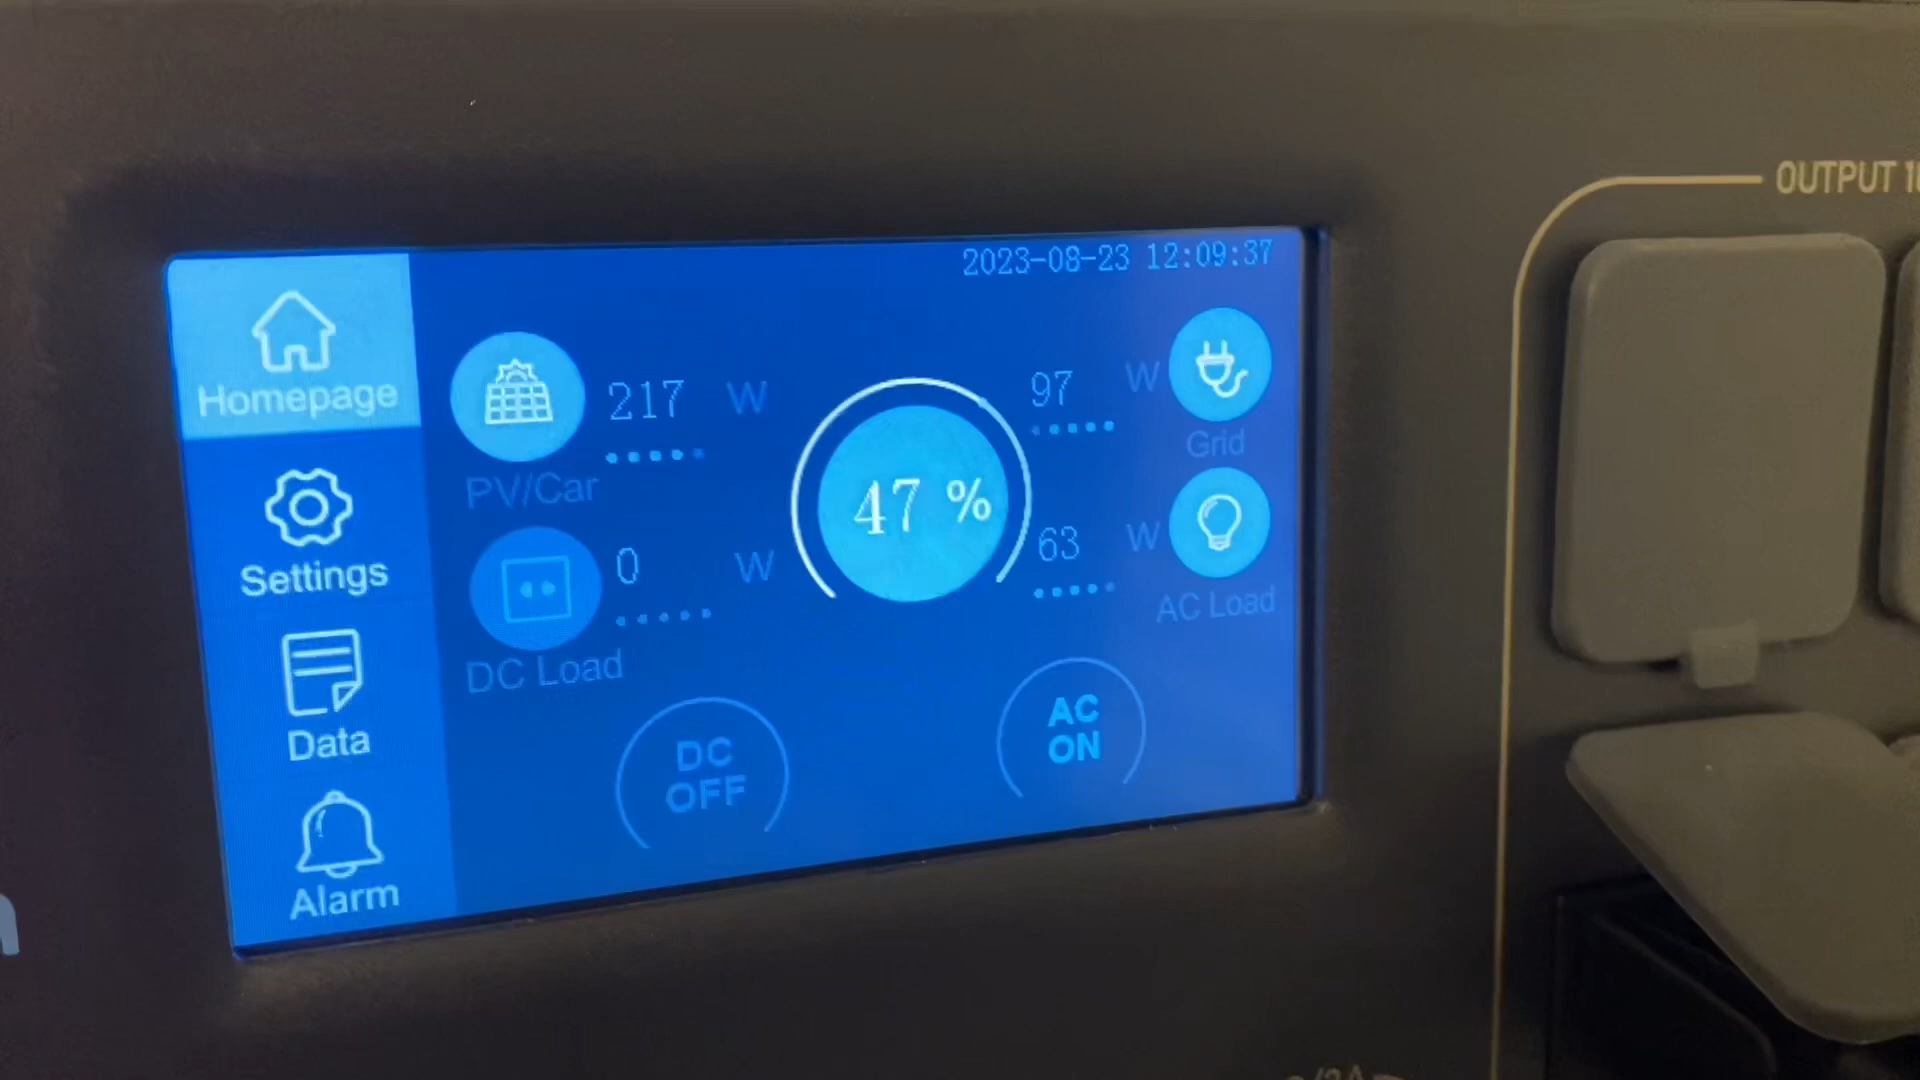 OUTPUT
2023-08-23 12:09:37
Homepage
217 W
PV/Car
97 W
Grid
47 %
Settings
0 W
DC Load
63 W
AC Load
Data
DC
OFF
AC
ON
Alarm